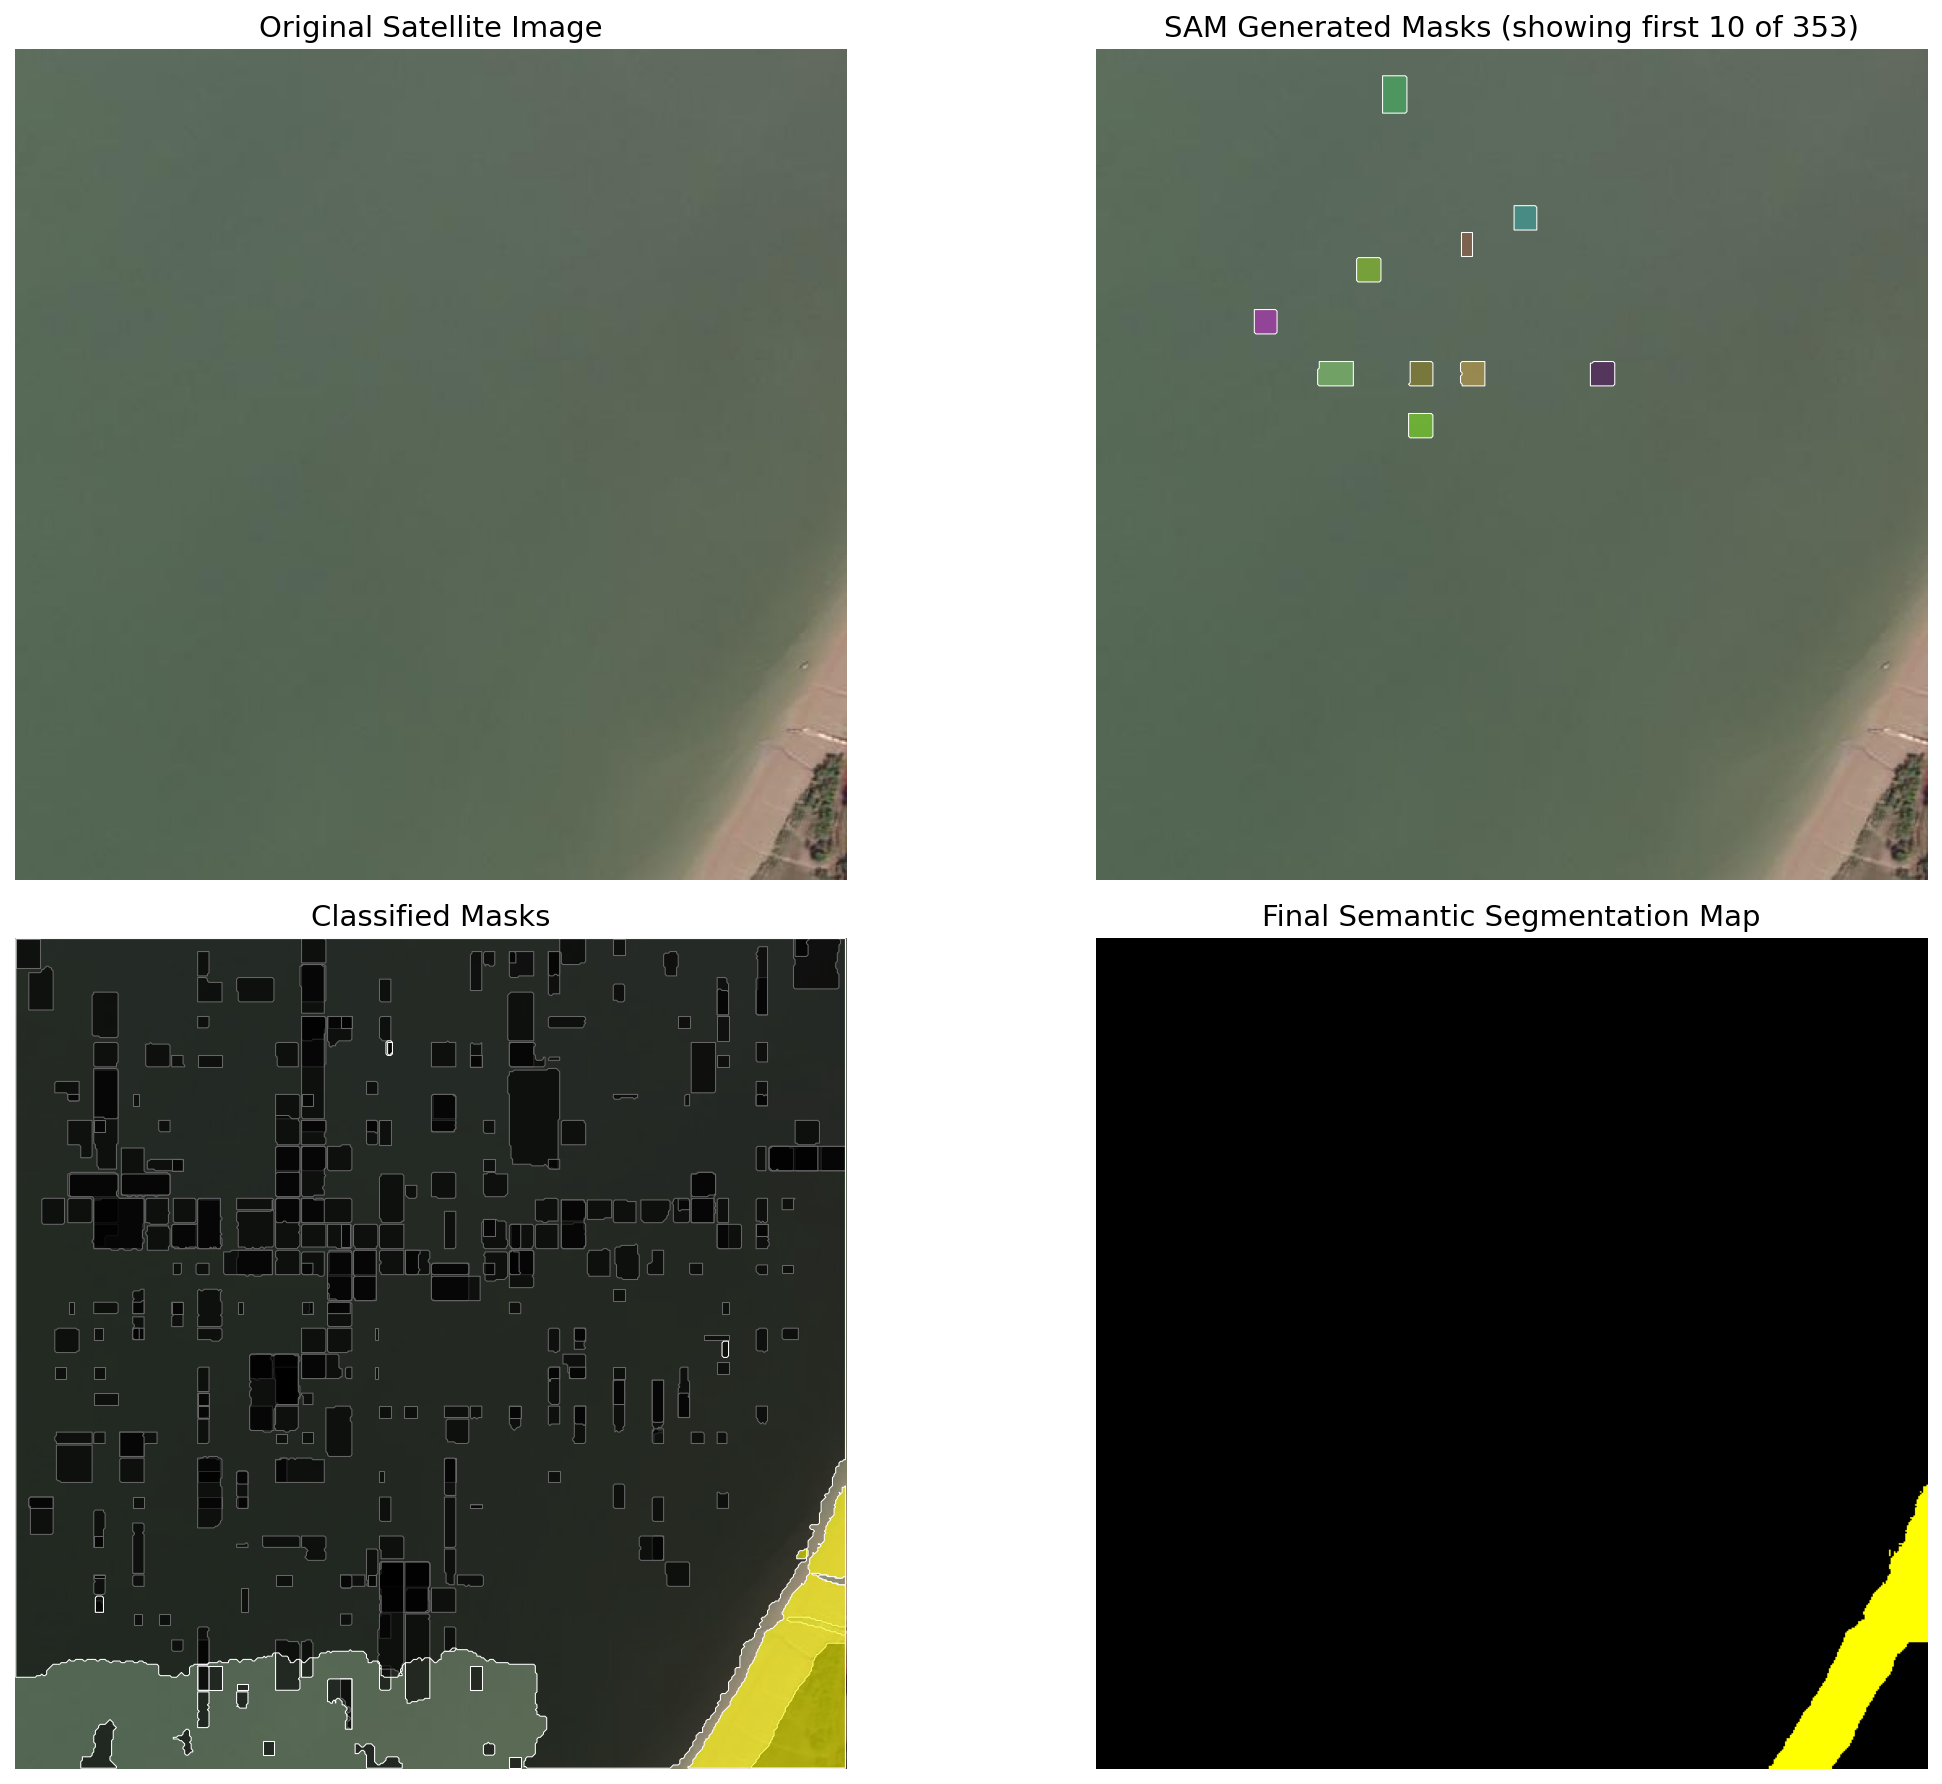 Original Satellite Image
SAM Generated Masks (showing first 10 of 353)
Classified Masks
Final Semantic Segmentation Map